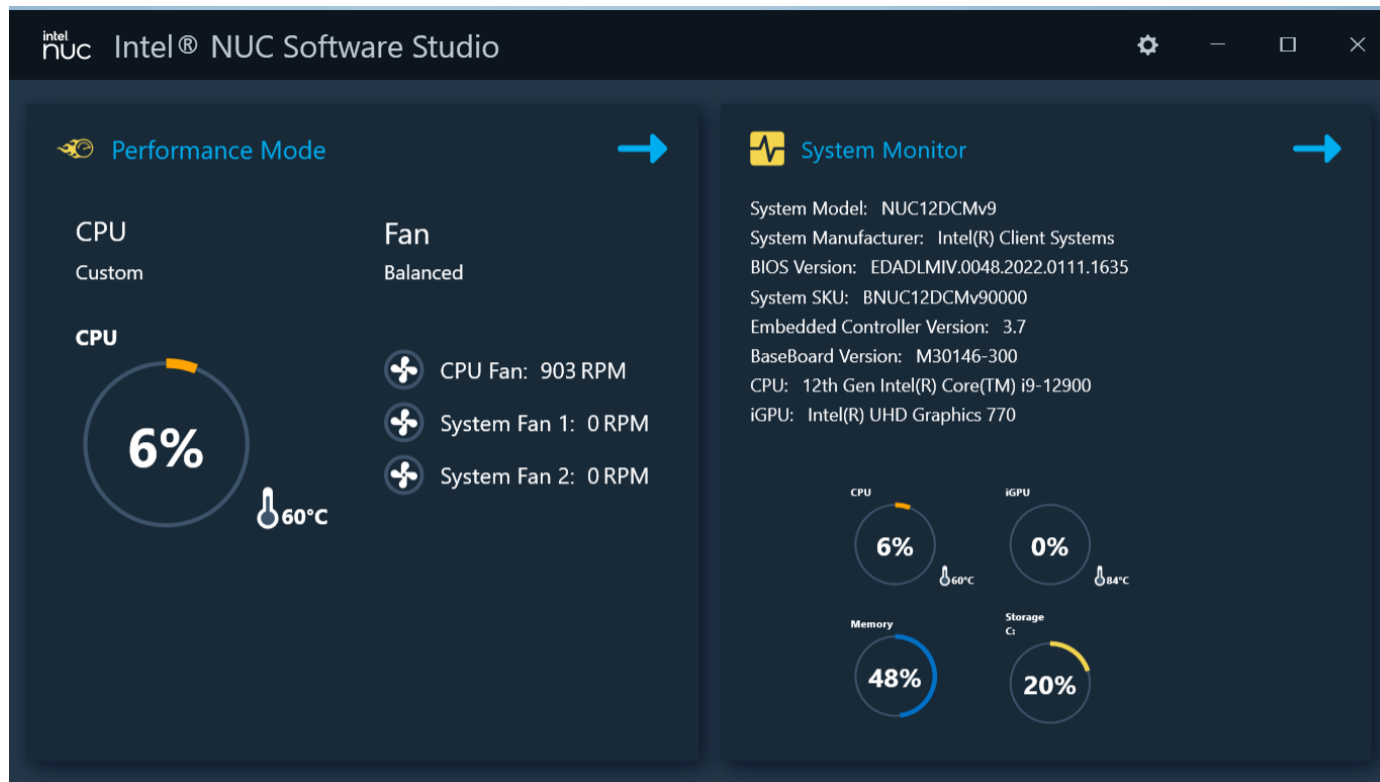 intel nuc Intel® NUC Software Studio
Performance Mode
CPU
Custom
Fan
Balanced
CPU
6%
60°C
CPU Fan: 903 RPM
System Fan 1: 0 RPM
System Fan 2: 0 RPM
System Monitor
System Model: NUC12DCMv9
System Manufacturer: Intel(R) Client Systems
BIOS Version: EDADLMIV.0048.2022.0111.1635
System SKU: BNUC12DCMv90000
Embedded Controller Version: 3.7
BaseBoard Version: M30146-300
CPU: 12th Gen Intel(R) Core(TM) i9-12900
iGPU: Intel(R) UHD Graphics 770
CPU
6%
60°C
iGPU
0%
84°C
Memory
48%
Storage
C:
20%